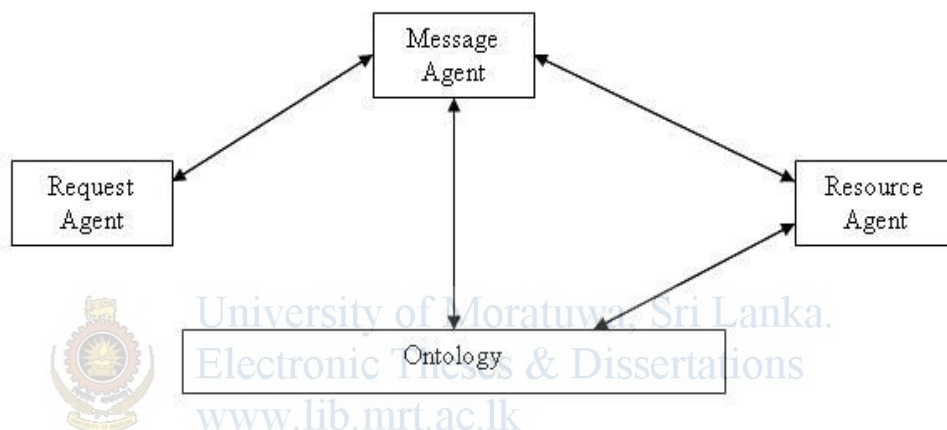 Message
Agent
Request
Agent
Resource
Agent
University of Moratuwa, Sri Lanka.
Ontology
Electronic Theses & Dissertations
www.lib.mrt.ac.lk